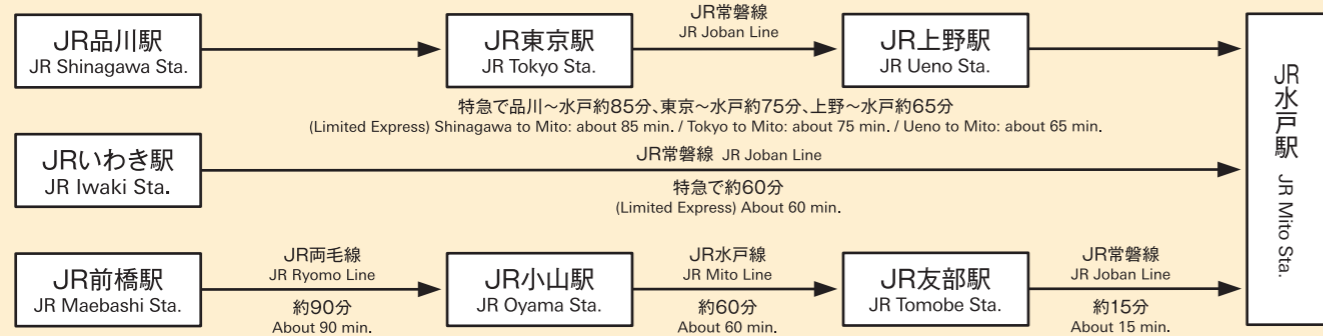 JR品川駅
JR Shinagawa Sta.
JR東京駅
JR Tokyo Sta.
JR常磐線
JR Joban Line
JR上野駅
JR Ueno Sta.
特急で品川～水戸約85分、東京～水戸約75分、上野～水戸約65分
(Limited Express) Shinagawa to Mito: about 85 min. / Tokyo to Mito: about 75 min. / Ueno to Mito: about 65 min.
JRいわき駅
JR Iwaki Sta.
JR常磐線 JR Joban Line
特急で約60分
(Limited Express) About 60 min.
JR前橋駅
JR Maebashi Sta.
JR両毛線
JR Ryomo Line
約90分
About 90 min.
JR小山駅
JR Oyama Sta.
JR水戸線
JR Mito Line
約60分
About 60 min.
JR友部駅
JR Tomobe Sta.
JR常磐線
JR Joban Line
約15分
About 15 min.
JR水戸駅 JR Mito Sta.